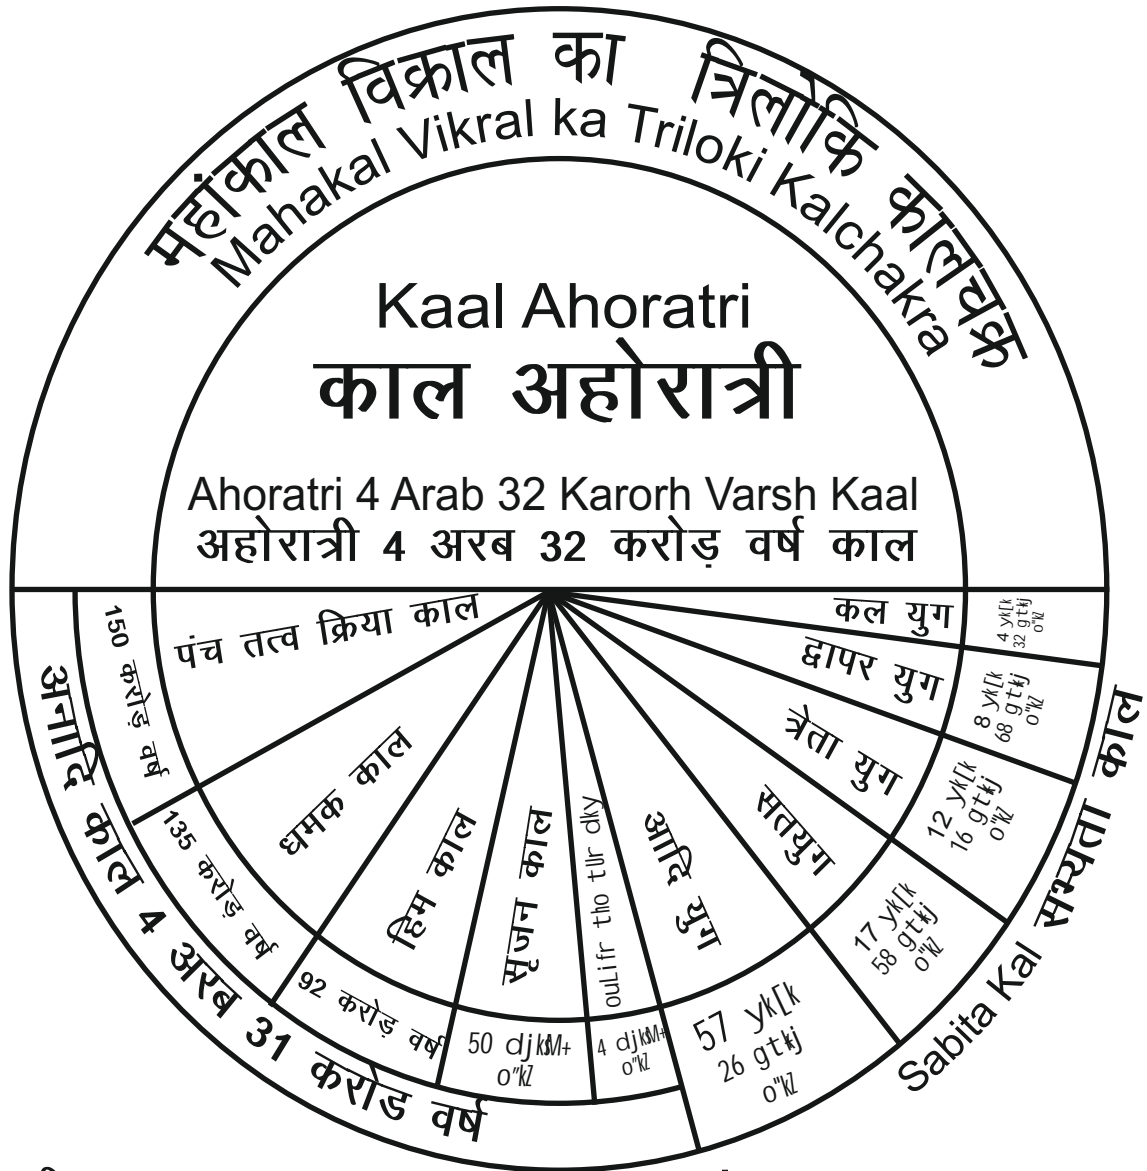 महांकाल विक्राल का त्रिलोकि कालचक्र
Mahakal Vikral ka Triloki Kalchakra
Kaal Ahoratri
काल अहोरात्री
Ahoratri 4 Arab 32 Karorh Varsh Kaal
अहोरात्री 4 अरब 32 करोड़ वर्ष काल
कल युग
4 yk[k
32 gtkj
o"kZ
द्वापर युग
8 yk[k
68 gtkj
o"kZ
त्रेता युग
12 yk[k
16 gtkj
o"kZ
सतयुग
17 yk[k
58 gtkj
o"kZ
आदि युग
57 yk[k
26 gtkj
o"kZ
ouLifr tho tUr dky
4 djksM+
o"kZ
सृजन काल
50 djksM+
o"kZ
हिम काल
92 करोड़ वर्ष
धमक काल
135 करोड़ वर्ष
पंच तत्व क्रिया काल
150 करोड़ वर्ष
अनादि काल 4 अरब 31 करोड वर्ष
Sabita Kal सभ्यता काल